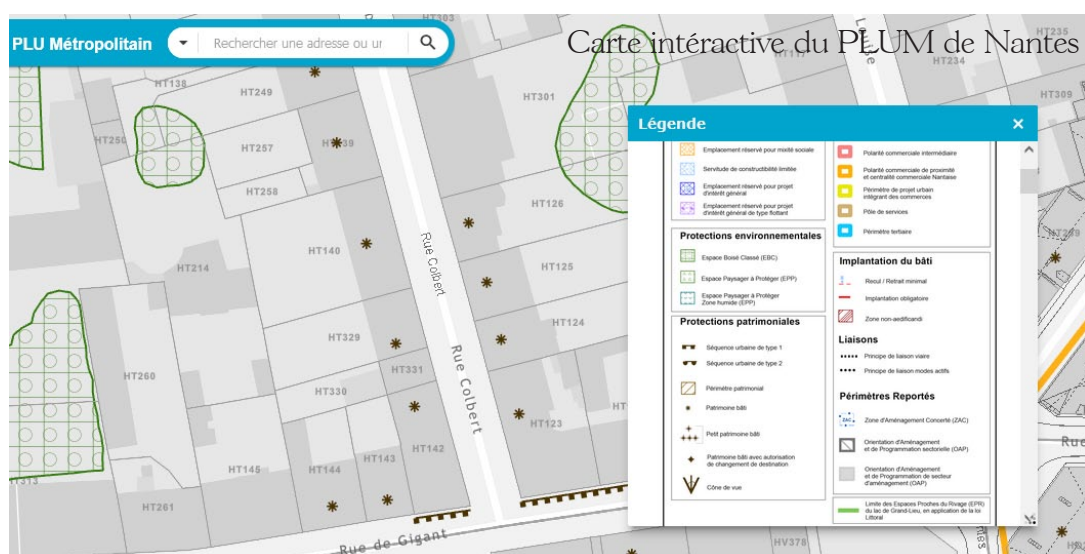 PLU Métropolitain
Rechercher une adresse ou ur
Carte intéractive du PLUM de Nantes
HT303
HT138
HT249
HT250
HT257
HT258
HT140
HT214
HT329
HT260
HT330
HT331
HT145
HT144
HT143
HT142
HT261
HT301
HT126
HT125
HT124
HT123
HT117
HT234
HT235
HT309
HV378
Rue Colbert
Rue Colbert
Rue de Gigant
Rue
Légende
Emplacement réservé pour mixité sociale
Servitude de constructibilité limitée
Emplacement réservé pour projet
d'intérêt général
Emplacement réservé pour projet
d'intérêt général de type flottant
Protections environnementales
Espace Boisé Classé (EBC)
Espace Paysager à Protéger (EPP)
Espace Paysager à Protéger
Zone humide (EPP)
Protections patrimoniales
Séquence urbaine de type 1
Séquence urbaine de type 2
Périmètre patrimonial
Patrimoine bâti
Petit patrimoine bâti
Patrimoine bâti avec autorisation
de changement de destination
Cône de vue
Polarité commerciale intermédiaire
Polarité commerciale de proximité
et centralité commerciale Nantaise
Périmètre de projet urbain
intégrant des commerces
Pôle de services
Périmètre tertiaire
Implantation du bâti
Recul / Retrait minimal
Implantation obligatoire
Zone non-aedificandi
Liaisons
Principe de liaison viaire
Principe de liaison modes actifs
Périmètres Reportés
ZAC
Zone d'Aménagement Concerté (ZAC)
Orientation d'Aménagement
et de Programmation sectorielle (OAP)
Orientation d'Aménagement
et de Programmation de secteur
d'aménagement (OAP)
Limite des Espaces Proches du Rivage (EPR)
du lac de Grand-Lieu, en application de la loi
Littoral